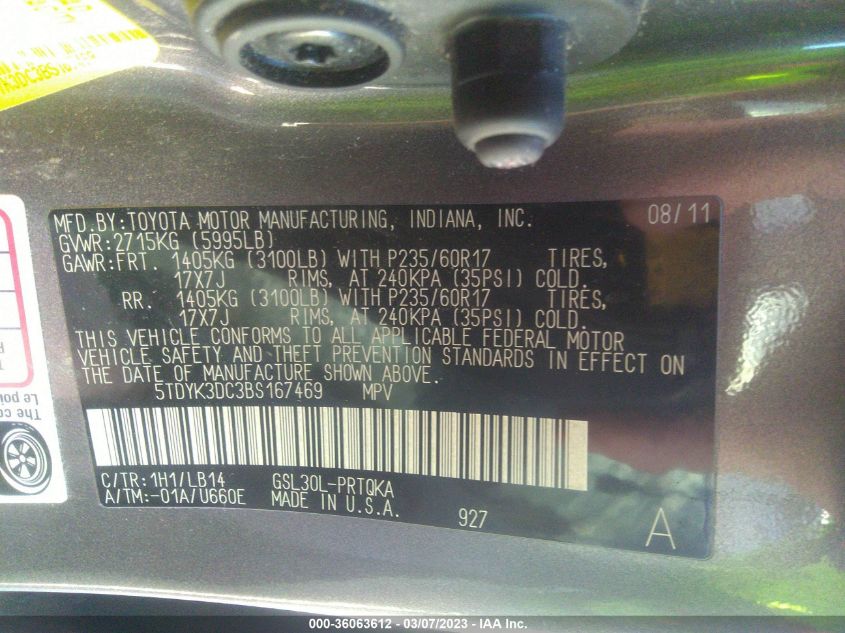 MFD.BY:TOYOTA MOTOR MANUFACTURING, INDIANA, INC. 08/11
GVWR:2715KG (5995LB)
GAWR:FRT. 1405KG (3100LB) WITH P235/60R17 TIRES,
17X7J RIMS, AT 240KPA (35PSI) COLD.
RR. 1405KG (3100LB) WITH P235/60R17 TIRES,
17X7J RIMS, AT 240KPA (35PSI) COLD.
THIS VEHICLE CONFORMS TO ALL APPLICABLE FEDERAL MOTOR
VEHICLE SAFETY AND THEFT PREVENTION STANDARDS IN EFFECT ON
THE DATE OF MANUFACTURE SHOWN ABOVE.
5TDYK3DC3BS167469 MPV
C/TR:1H1/LB14 GSL30L-PRTQKA
A/TM:-01A/U660E MADE IN U.S.A. 927 A
The co
Le poi
000-36063612 - 03/07/2023 - IAA Inc.